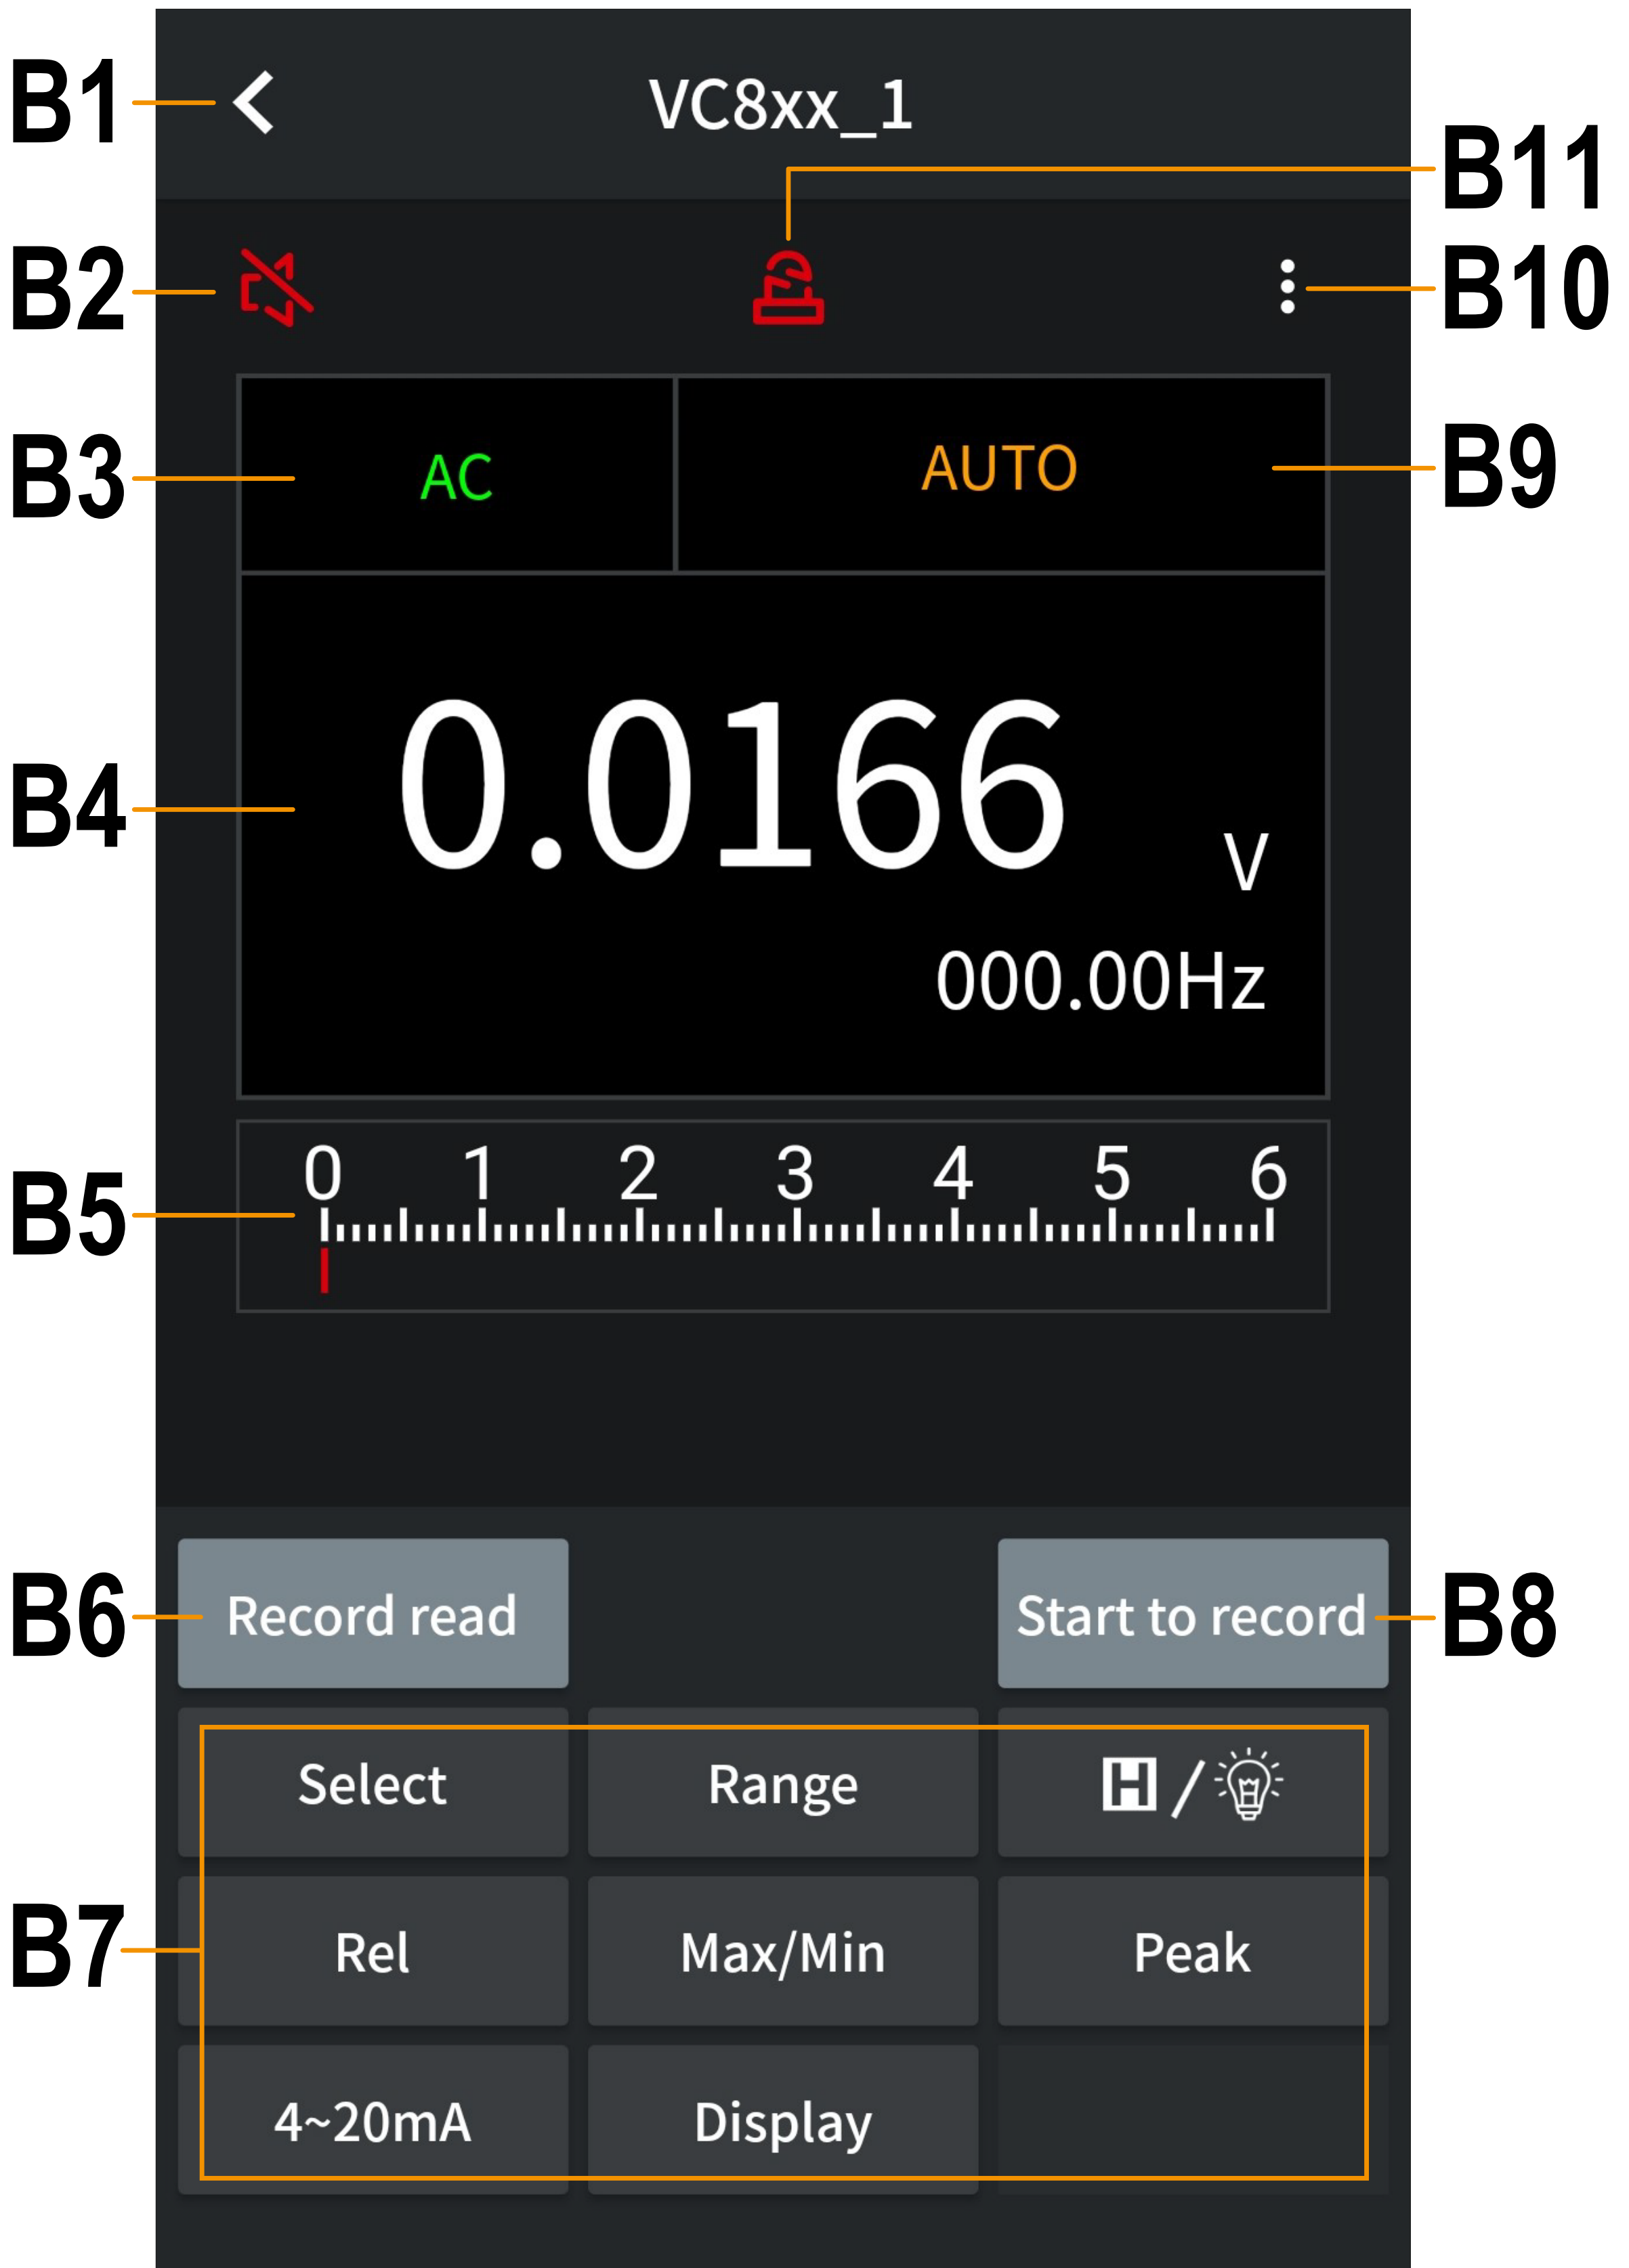 B1
VC8xx_1
B11
B2
B10
B3
AC
AUTO
B9
B4
0.0166
V
000.00Hz
B5
0 1 2 3 4 5 6
B6
Record read
Start to record
B8
Select
Range
H/
B7
Rel
Max/Min
Peak
4~20mA
Display